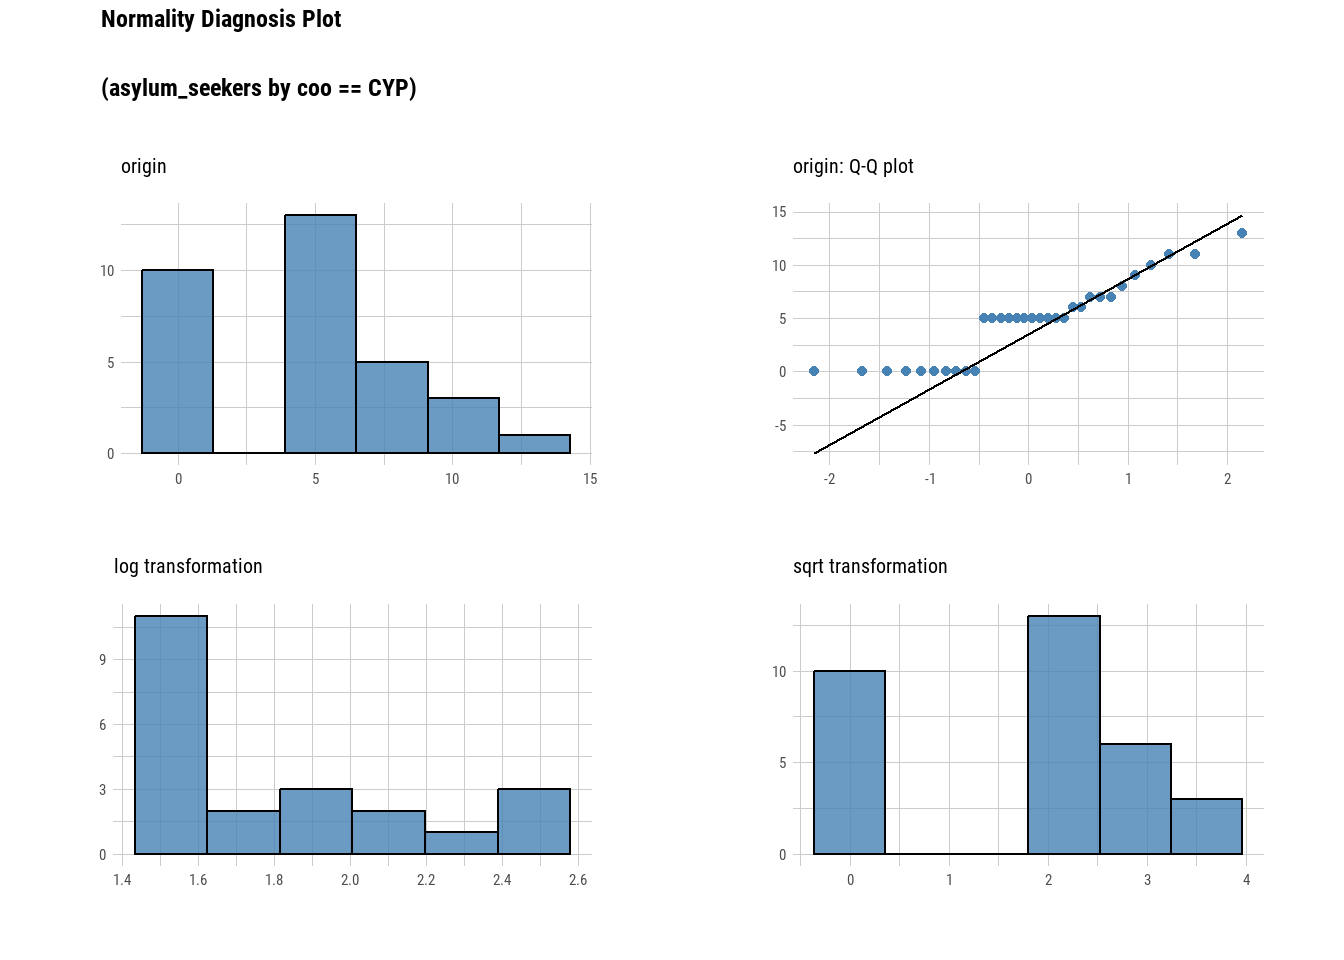 Normality Diagnosis Plot
(asylum_seekers by coo == CYP)
origin
10
5
0
0 5 10 15
origin: Q-Q plot
15
10
5
0
-5
-2 -1 0 1 2
log transformation
9
6
3
0
1.4 1.6 1.8 2.0 2.2 2.4 2.6
sqrt transformation
10
5
0
0 1 2 3 4